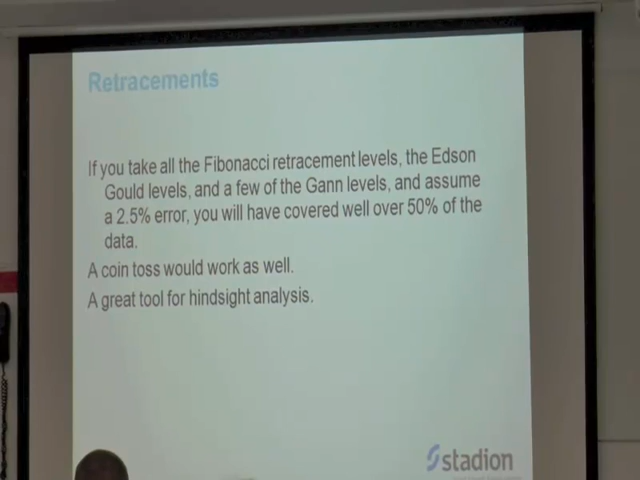 Retracements
If you take all the Fibonacci retracement levels, the Edson
Gould levels, and a few of the Gann levels, and assume
a 2.5% error, you will have covered well over 50% of the
data.
A coin toss would work as well.
A great tool for hindsight analysis.
stadion